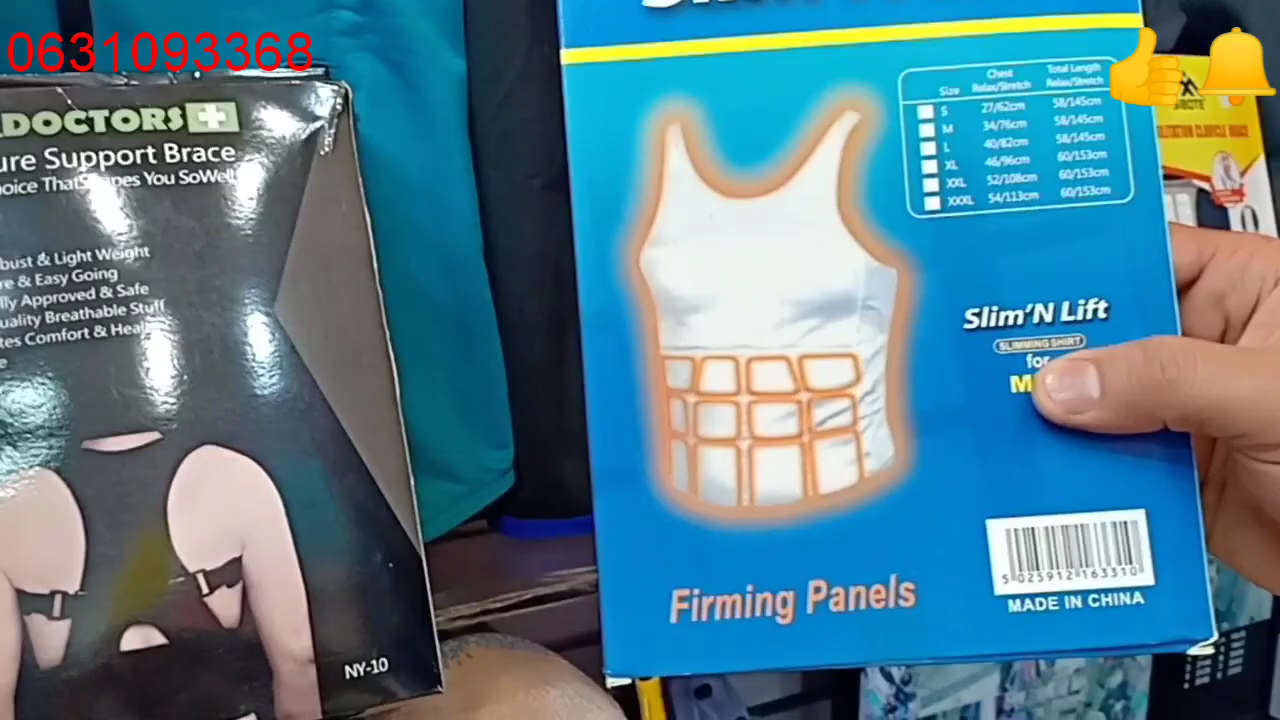 0631093368
DOCTORS
ure Support Brace
oice That Shapes You SoWell
bust & Light Weight
re & Easy Going
lly Approved & Safe
uality Breathable Stuff
tes Comfort & Heal
e
NY-10
Size Chest Relax/Stretch Total Length Relax/Stretch
S 27/62cm 58/145cm
M 34/76cm 58/145cm
L 40/82cm 58/145cm
XL 46/96cm 60/153cm
XXL 52/108cm 60/153cm
XXXL 54/113cm 60/153cm
Slim'N Lift
SLIMMING SHIRT
for
M
Firming Panels
5 025912 163310
MADE IN CHINA